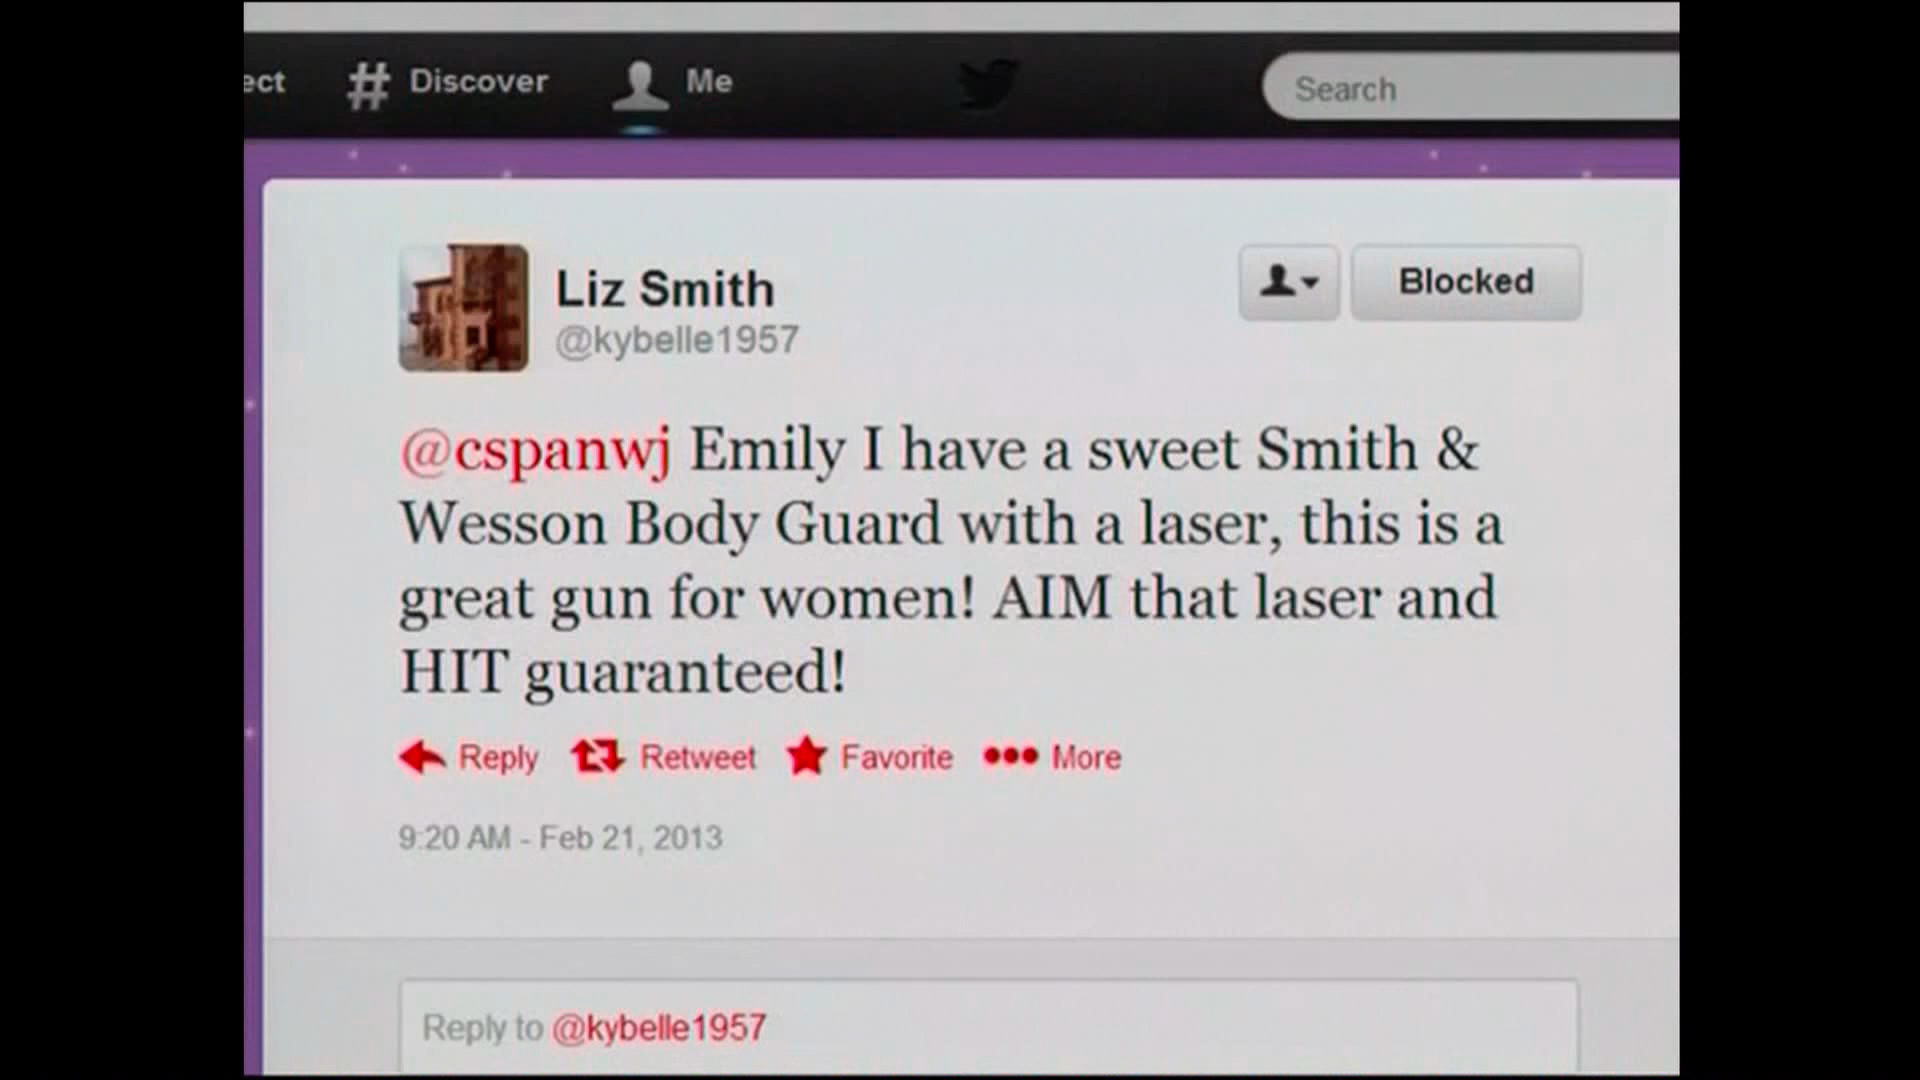 ect # Discover Me Search
Liz Smith Blocked
@kybelle1957
@cspanwj Emily I have a sweet Smith &
Wesson Body Guard with a laser, this is a
great gun for women! AIM that laser and
HIT guaranteed!
Reply Retweet Favorite More
9:20 AM - Feb 21, 2013
Reply to @kybelle1957